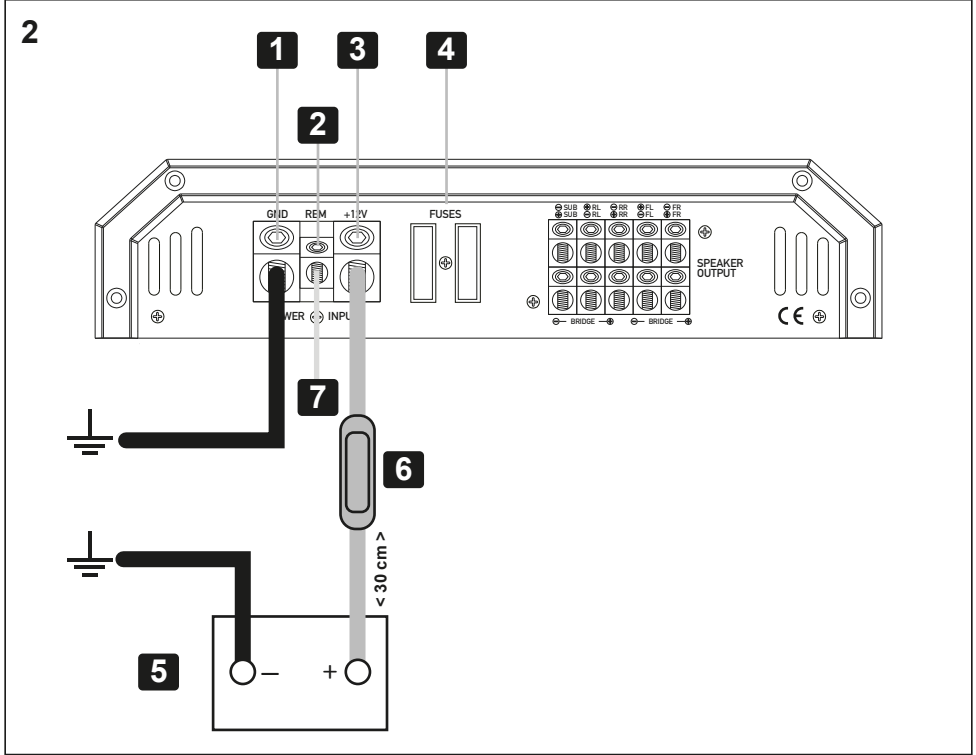 2
1
3
4
2
GND REM +12V
FUSES
⊖ SUB ⊕ RL ⊖ RR ⊕ FL ⊖ FR
⊕ SUB ⊖ RL ⊕ RR ⊖ FL ⊕ FR
SPEAKER
OUTPUT
WER INPU
⊖— BRIDGE —⊕ ⊖— BRIDGE —⊕
CE
7
6
< 30 cm >
5
– +